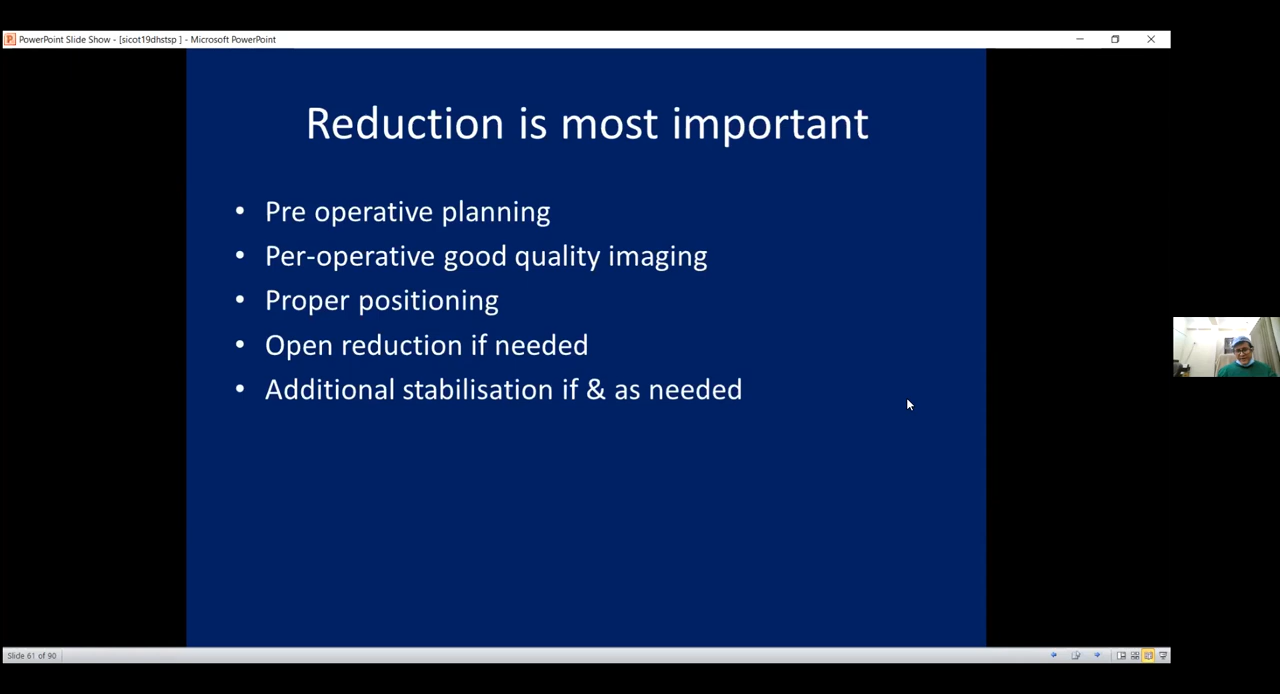 PowerPoint Slide Show - [sicot19dhstsp ] - Microsoft PowerPoint
Reduction is most important
• Pre operative planning
• Per-operative good quality imaging
• Proper positioning
• Open reduction if needed
• Additional stabilisation if & as needed
Slide 61 of 90